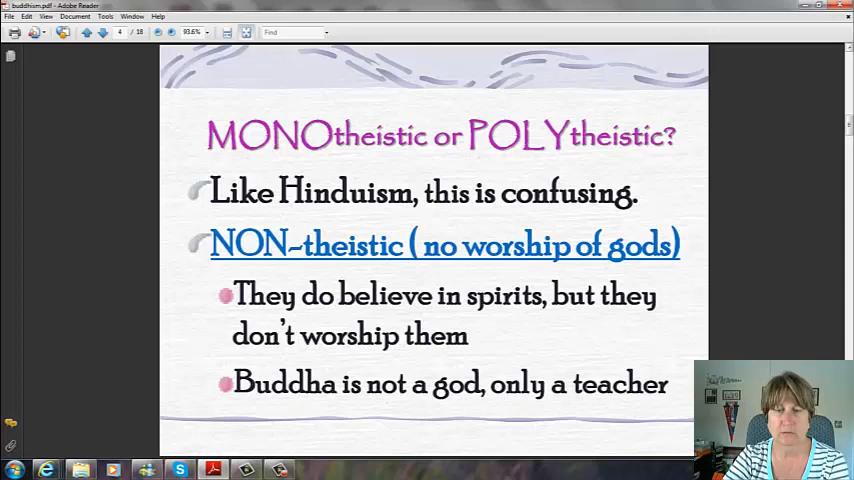 buddhism.pdf - Adobe Reader
File Edit View Document Tools Window Help
4 / 18 93.6% Find
MONOtheistic or POLYtheistic?
Like Hinduism, this is confusing.
NON-theistic ( no worship of gods)
They do believe in spirits, but they
don't worship them
Buddha is not a god, only a teacher